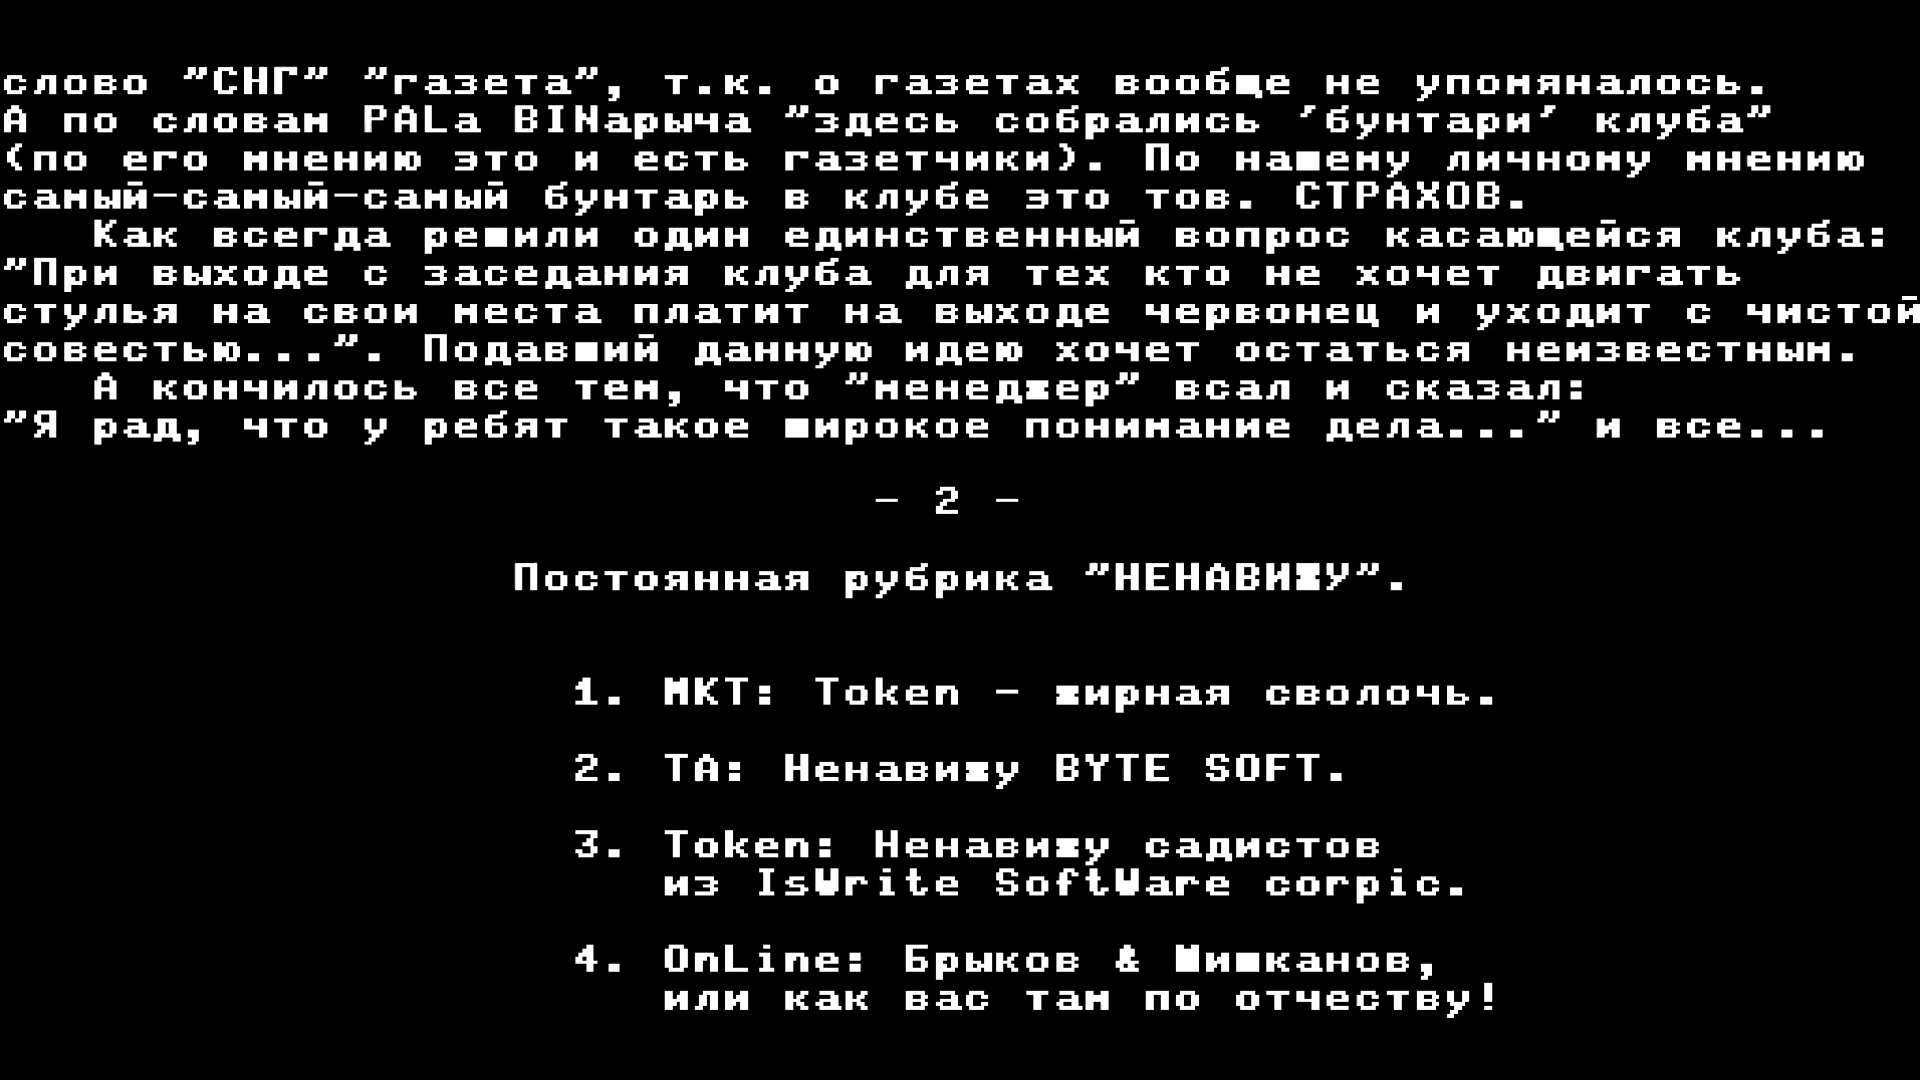 слово "СНГ" "газета", т.к. о газетах вообще не упомяналось.
А по словам PALa BINарыча "здесь собрались 'бунтари' клуба"
(по его мнению это и есть газетчики). По нашему личному мнению
самый-самый-самый бунтарь в клубе это тов. СТРАХОВ.
Как всегда решили один единственный вопрос касающейся клуба:
"При выходе с заседания клуба для тех кто не хочет двигать
стулья на свои места платит на выходе червонец и уходит с чистой
совестью...". Подавший данную идею хочет остаться неизвестным.
А кончилось все тем, что "менеджер" всал и сказал:
"Я рад, что у ребят такое широкое понимание дела..." и все...
- 2 -
Постоянная рубрика "НЕНАВИЖУ".
1. МКТ: Token - жирная сволочь.
2. ТА: Ненавижу BYTE SOFT.
3. Token: Ненавижу садистов
из IsWrite SoftWare corpic.
4. OnLine: Брыков & Мишканов,
или как вас там по отчеству!